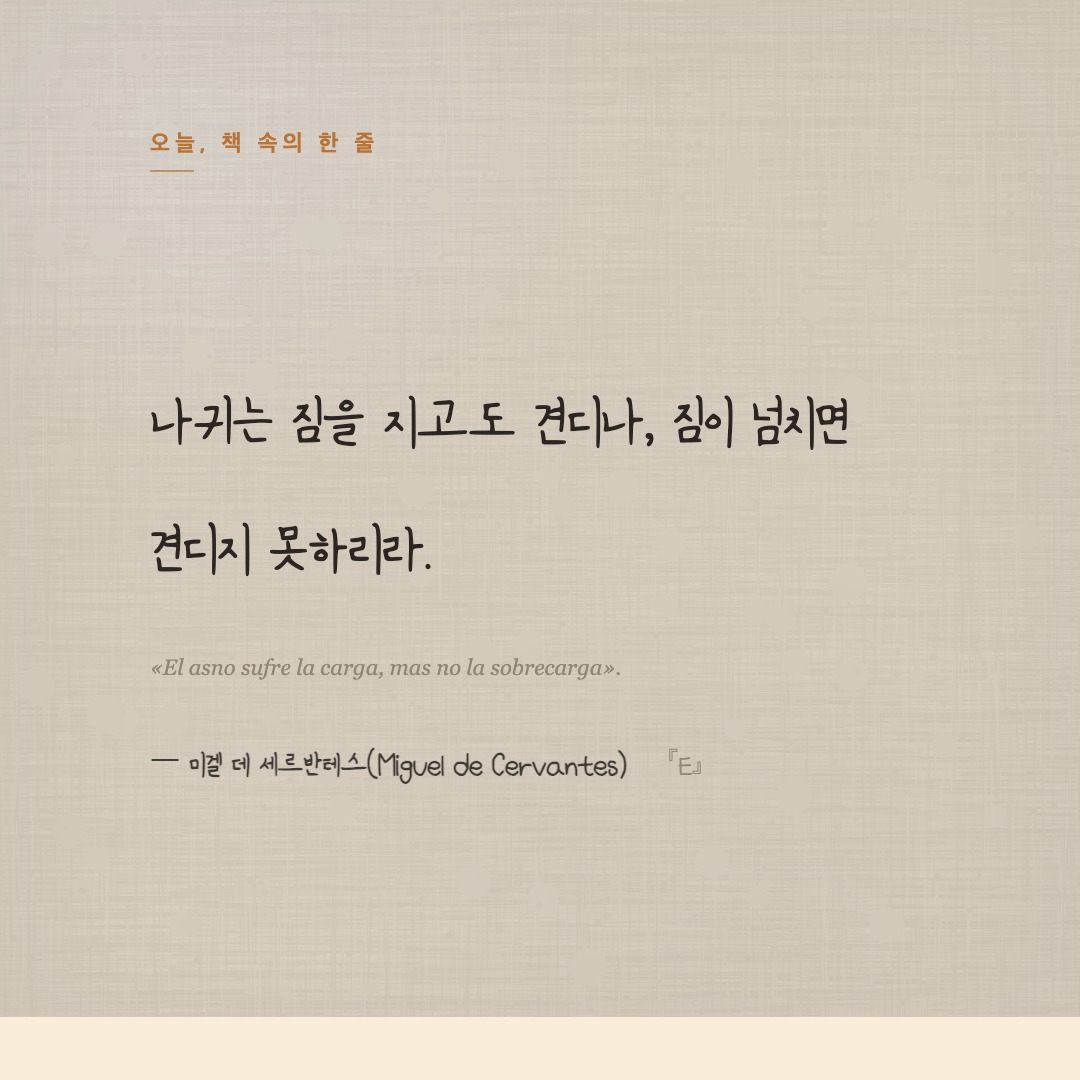 오늘, 책 속의 한 줄
나귀는 짐을 지고도 견디나, 짐이 넘치면
견디지 못하리라.
«El asno sufre la carga, mas no la sobrecarga».
— 미겔 데 세르반테스(Miguel de Cervantes) 『E』